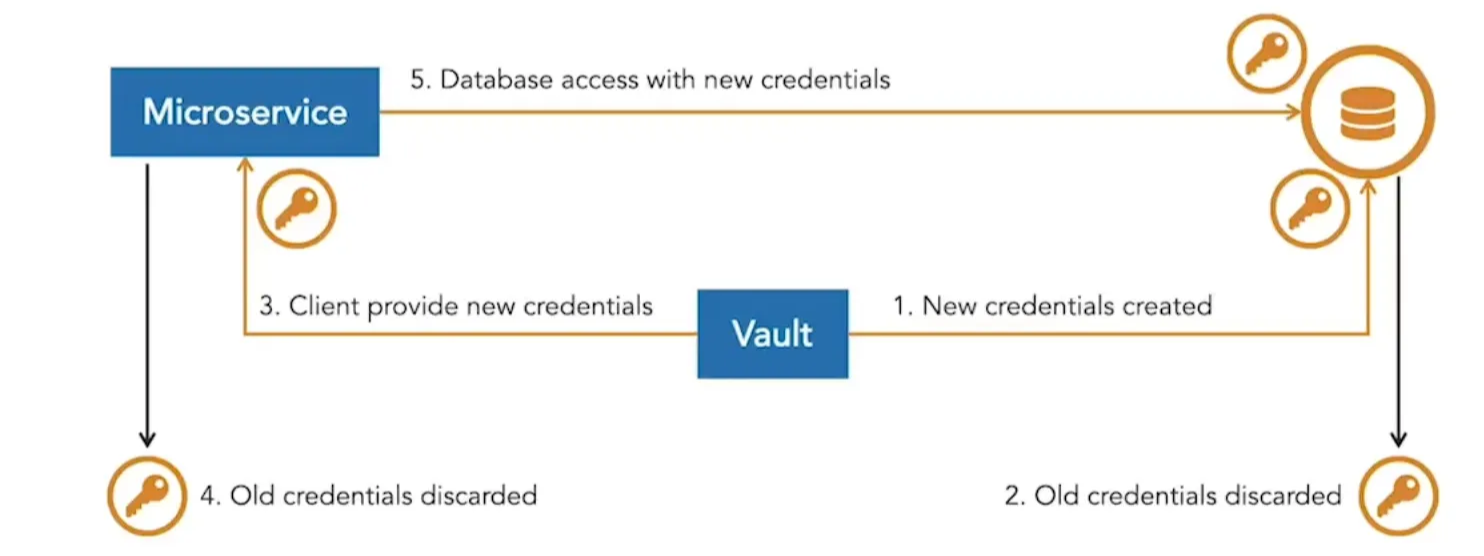 5. Database access with new credentials
Microservice
3. Client provide new credentials
1. New credentials created
Vault
4. Old credentials discarded
2. Old credentials discarded